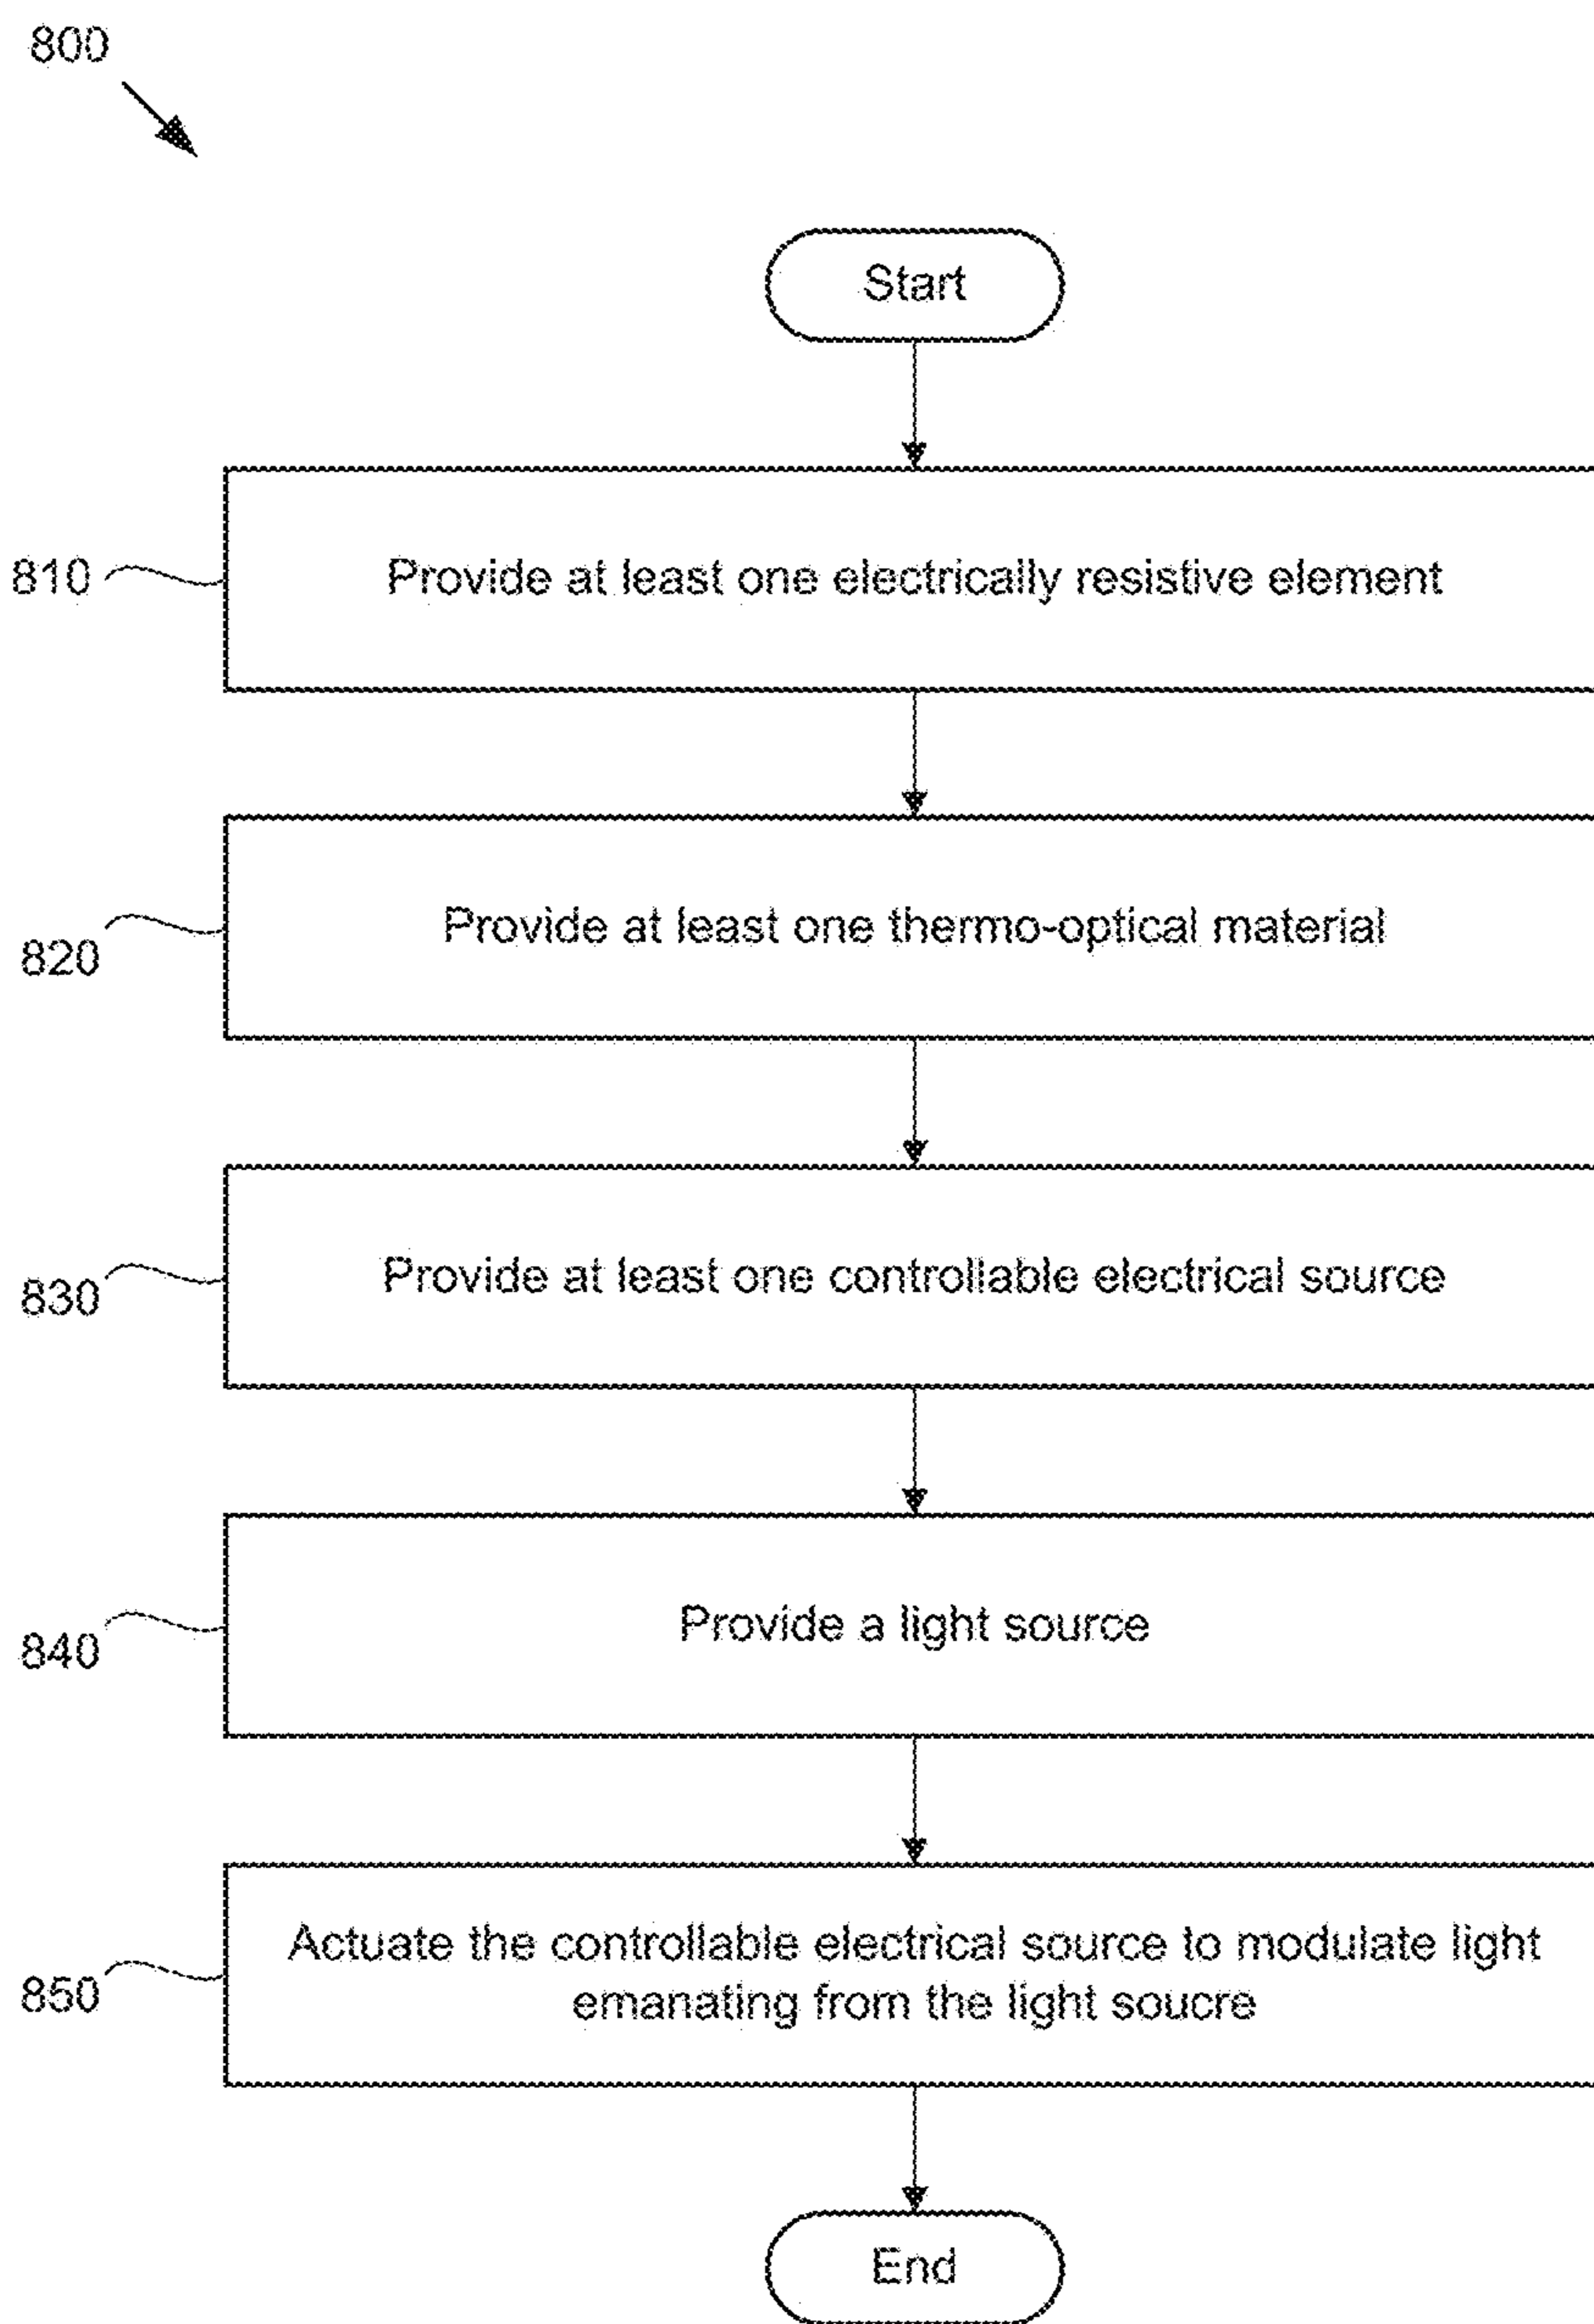 800
Start
810 Provide at least one electrically resistive element
820 Provide at least one thermo-optical material
830 Provide at least one controllable electrical source
840 Provide a light source
850 Actuate the controllable electrical source to modulate light
emanating from the light soucre
End